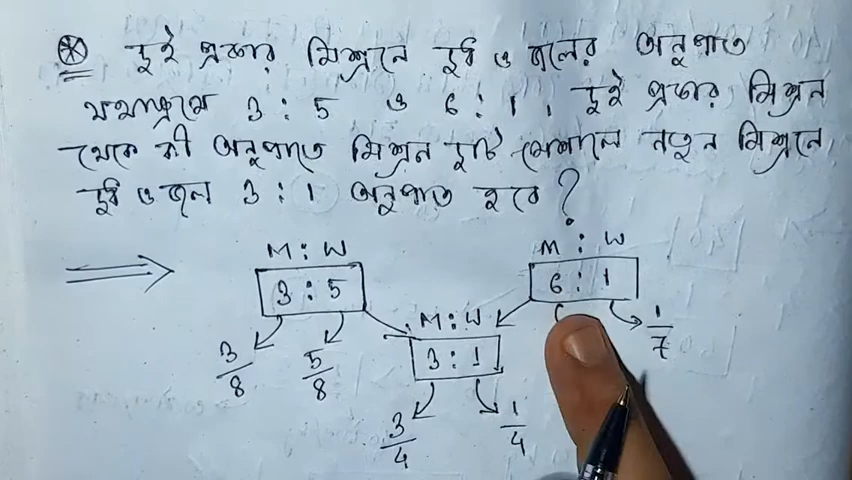 দুই প্রকার মিশ্রনে দুধ ও জলের অনুপাত
যথাক্রমে 3 : 5 ও 6 : 1, দুই প্রকার মিশ্রন
থেকে কী অনুপাতে মিশ্রন দুটি মেশালে নতুন মিশ্রনে
দুধ ও জল 3 : 1 অনুপাত হবে ?
M : W
3 : 5
M : W
6 : 1
M : W
3 : 1
3/8
5/8
1/7
3/4
1/4